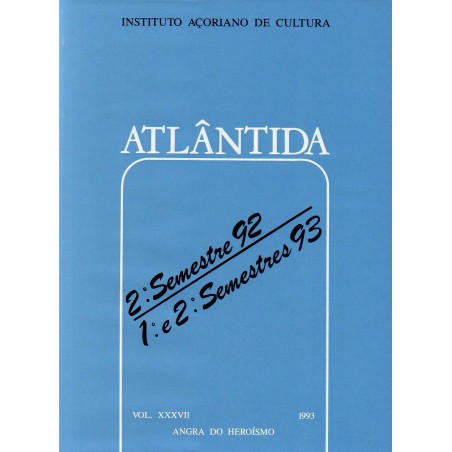 INSTITUTO AÇORIANO DE CULTURA
ATLÂNTIDA
2.º Semestre 92
1.º e 2.º Semestres 93
VOL. XXXVII 1993
ANGRA DO HEROÍSMO